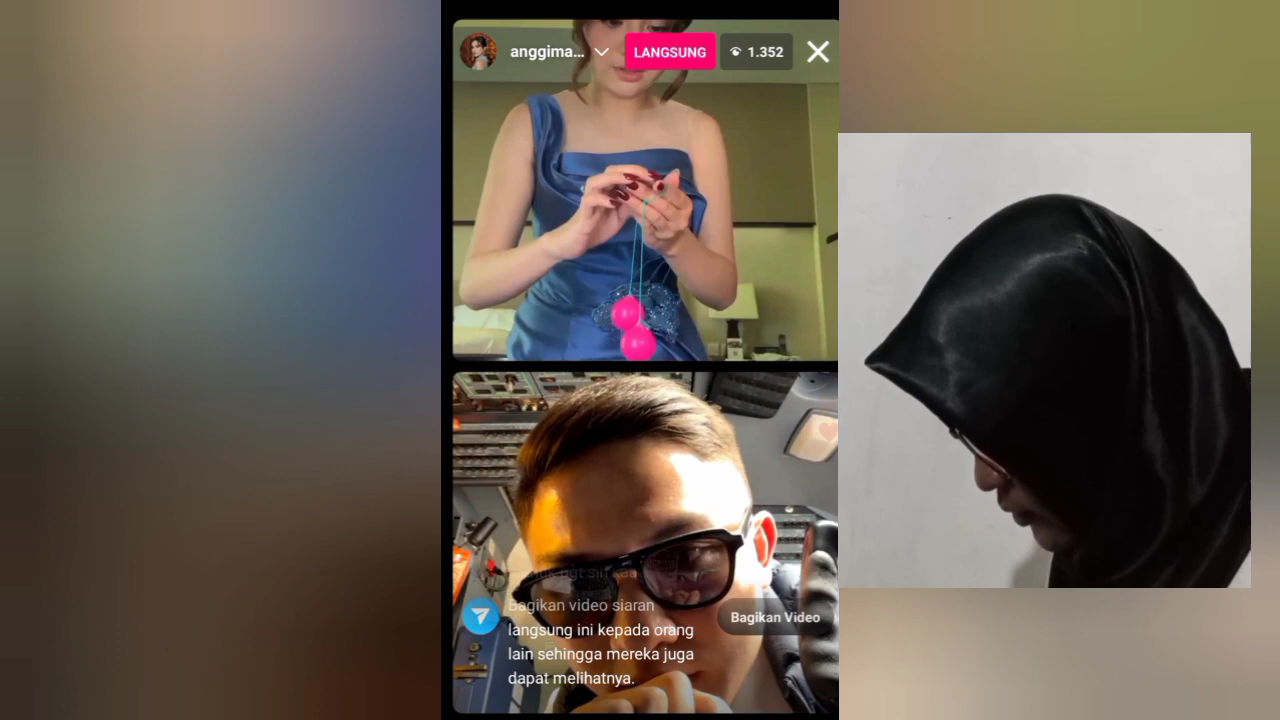 anggima...
LANGSUNG
1.352
Bagikan video siaran
langsung ini kepada orang
lain sehingga mereka juga
dapat melihatnya.
Bagikan Video